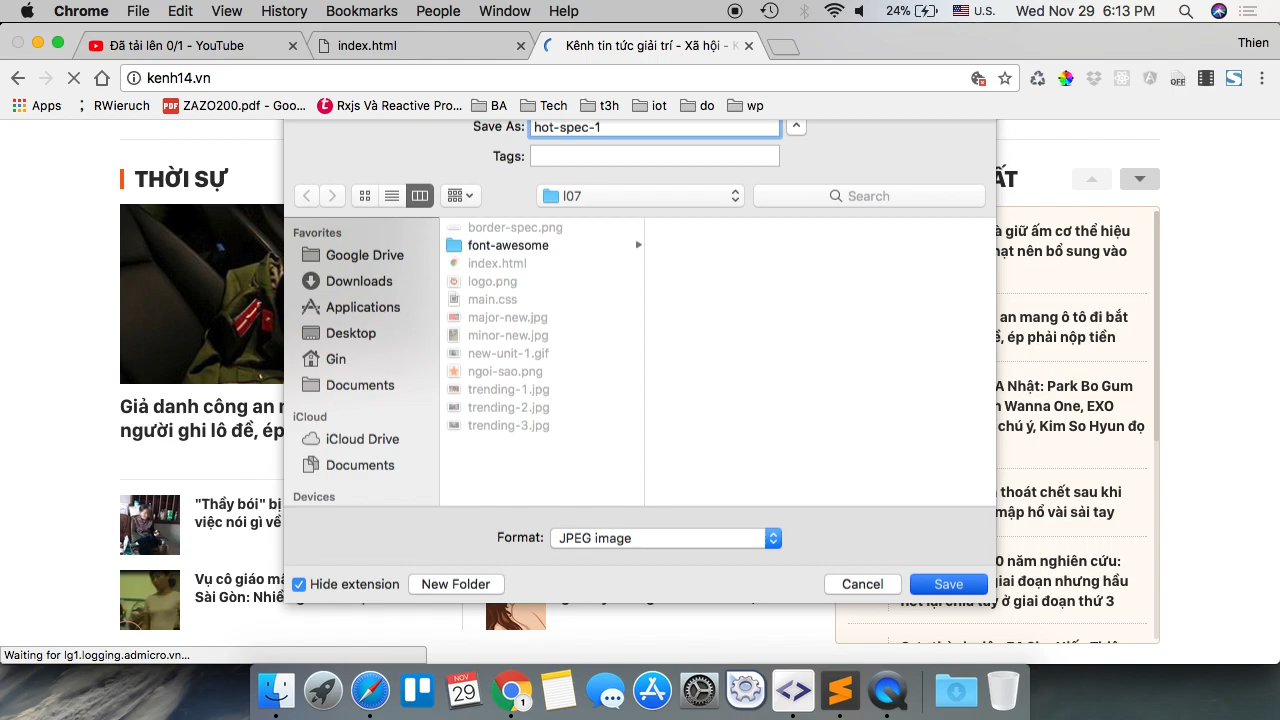 Chrome File Edit View History Bookmarks People Window Help 24% U.S. Wed Nov 29 6:13 PM
Đã tải lên 0/1 - YouTube index.html Kênh tin tức giải trí - Xã hội - K Thien
kenh14.vn
Apps RWieruch ZAZO200.pdf - Goo... Rxjs Và Reactive Pro... BA Tech t3h iot do wp
Save As: hot-spec-1
Tags:
l07 Search
Favorites
Google Drive
Downloads
Applications
Desktop
Gin
Documents
iCloud
iCloud Drive
Documents
Devices
border-spec.png
font-awesome
index.html
logo.png
main.css
major-new.jpg
minor-new.jpg
new-unit-1.gif
ngoi-sao.png
trending-1.jpg
trending-2.jpg
trending-3.jpg
Format: JPEG image
Hide extension New Folder Cancel Save
THỜI SỰ
Giả danh công an
người ghi lô đề, ép
"Thầy bói" bị
việc nói gì về
Vụ cô giáo
Sài Gòn:
ẤT
à giữ ấm cơ thể hiệu
nạt nên bổ sung vào
an mang ô tô đi bắt
ề, ép phải nộp tiền
A Nhật: Park Bo Gum
n Wanna One, EXO
chú ý, Kim So Hyun đọ
thoát chết sau khi
mập hổ vài sải tay
0 năm nghiên cứu:
giai đoạn nhưng hầu
ở giai đoạn thứ 3
Waiting for lg1.logging.admicro.vn...
NOV
29
1